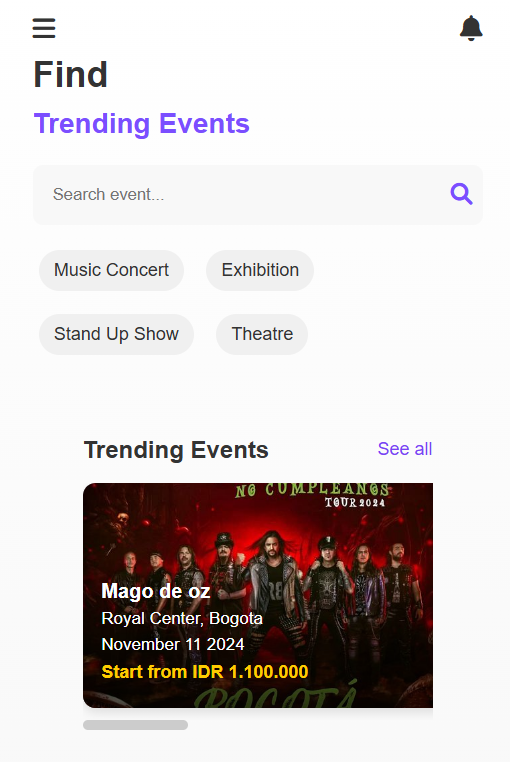 Find
Trending Events
Search event...
Music Concert
Exhibition
Stand Up Show
Theatre
Trending Events
See all
NO CUMPLEAÑOS
TOUR 2024
Mago de oz
Royal Center, Bogota
November 11 2024
Start from IDR 1.100.000
BOGOTÁ